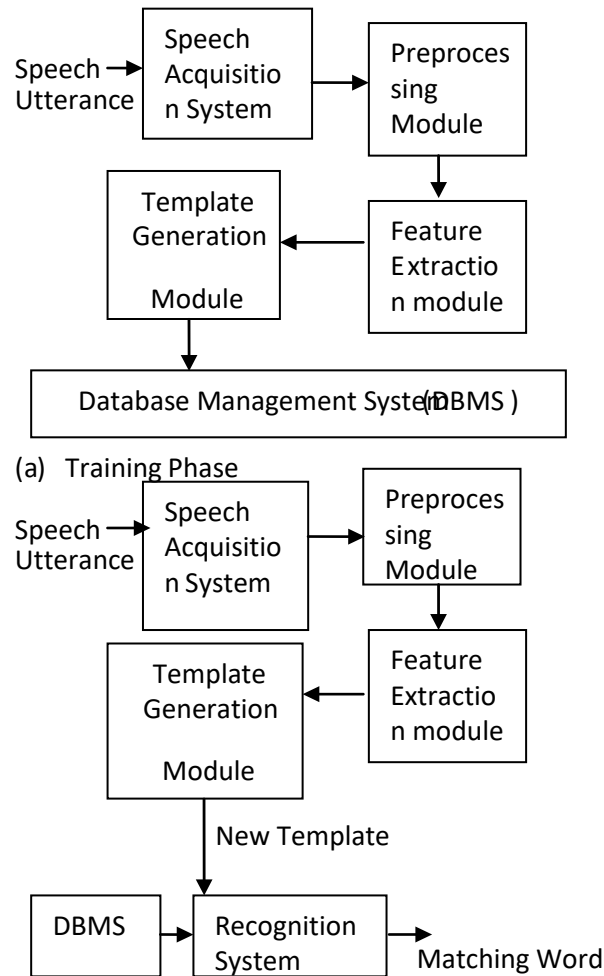 Speech
Utterance
Speech
Acquisitio
n System
Preproces
sing
Module
Template
Generation
Module
Feature
Extractio
n module
Database Management System (DBMS )
(a) Training Phase
Speech
Utterance
Speech
Acquisitio
n System
Preproces
sing
Module
Template
Generation
Module
Feature
Extractio
n module
New Template
DBMS
Recognition
System
Matching Word